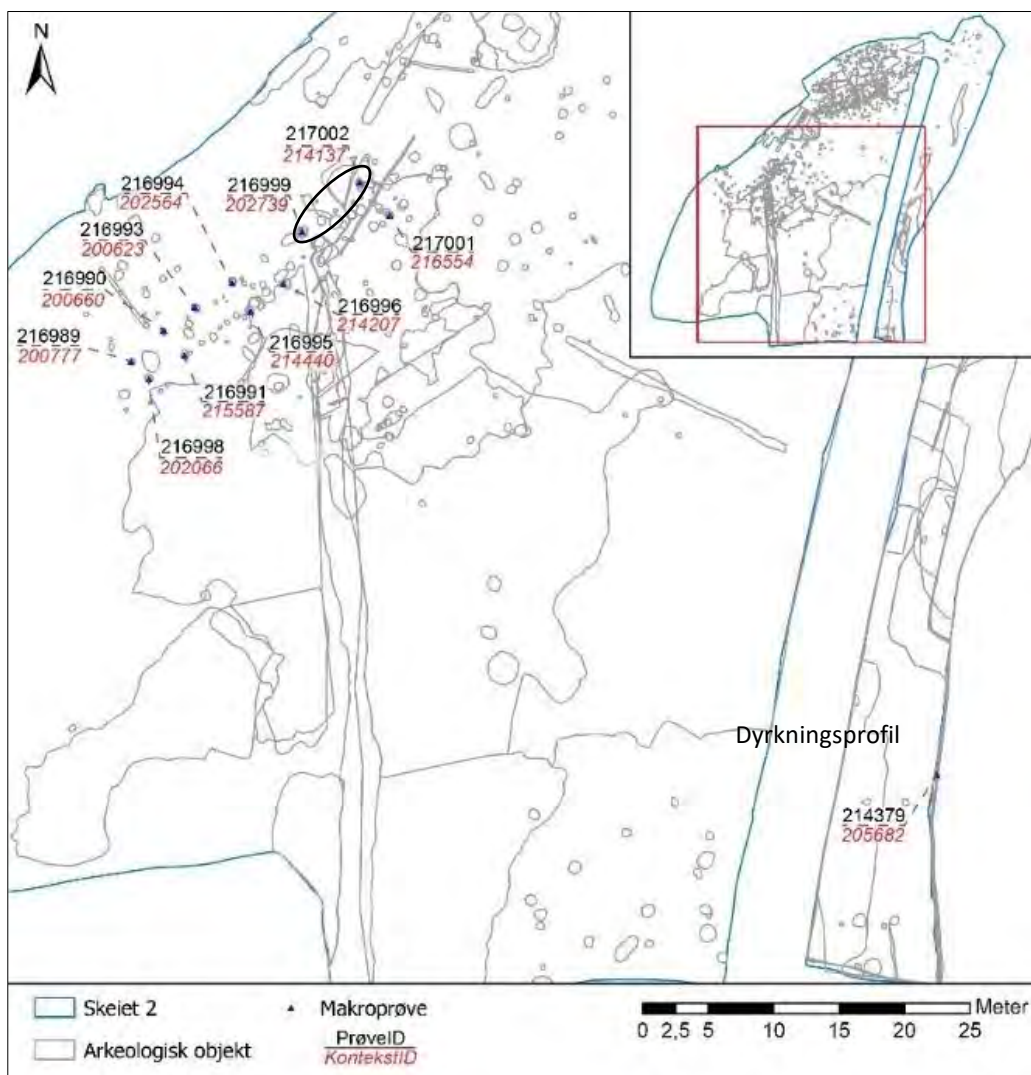 N
217002
214137
216994
202564
216999
202739
216993
200623
217001
216554
216990
200660
216996
214207
216989
200777
216995
214440
216991
215587
216998
202066
Dyrkningsprofil
214379
205682
Skeiet 2
Makroprøve
Meter
0 2,5 5 10 15 20 25
Arkeologisk objekt
PrøveID
KontekstID